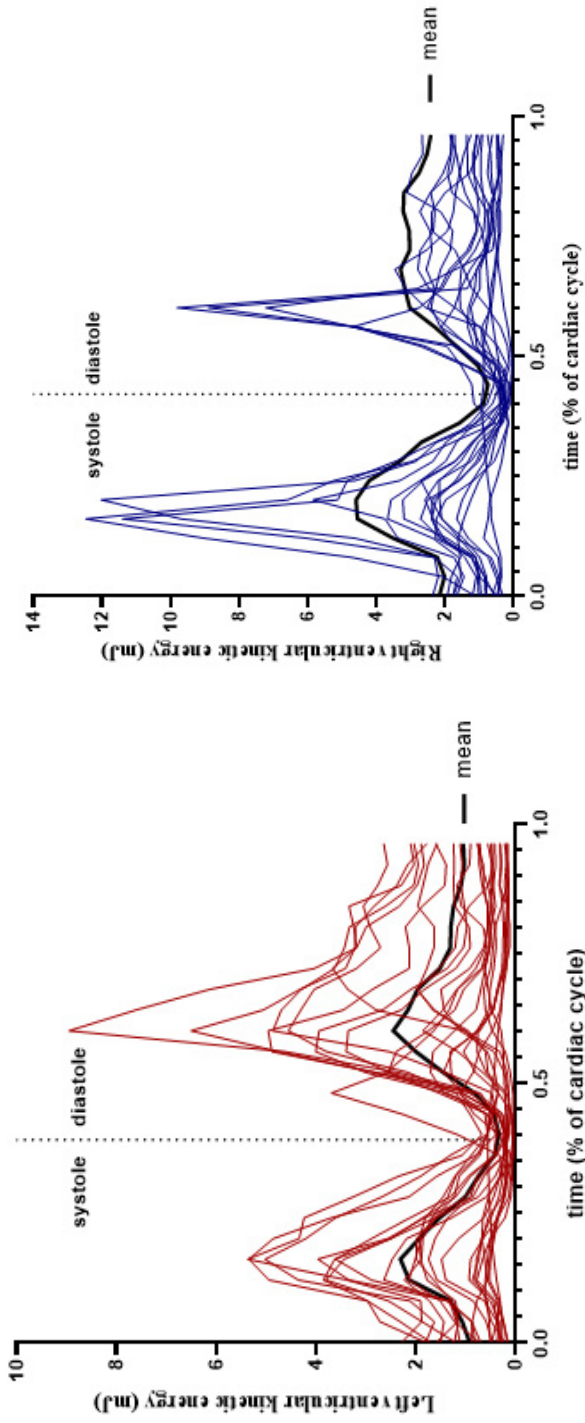 Left ventricular kinetic energy (mJ)
10
8
6
4
2
0
systole
diastole
0.0
0.5
1.0
time (% of cardiac cycle)
mean
Right ventricular kinetic energy (mJ)
14
12
10
8
6
4
2
0
systole
diastole
0.0
0.5
1.0
time (% of cardiac cycle)
mean